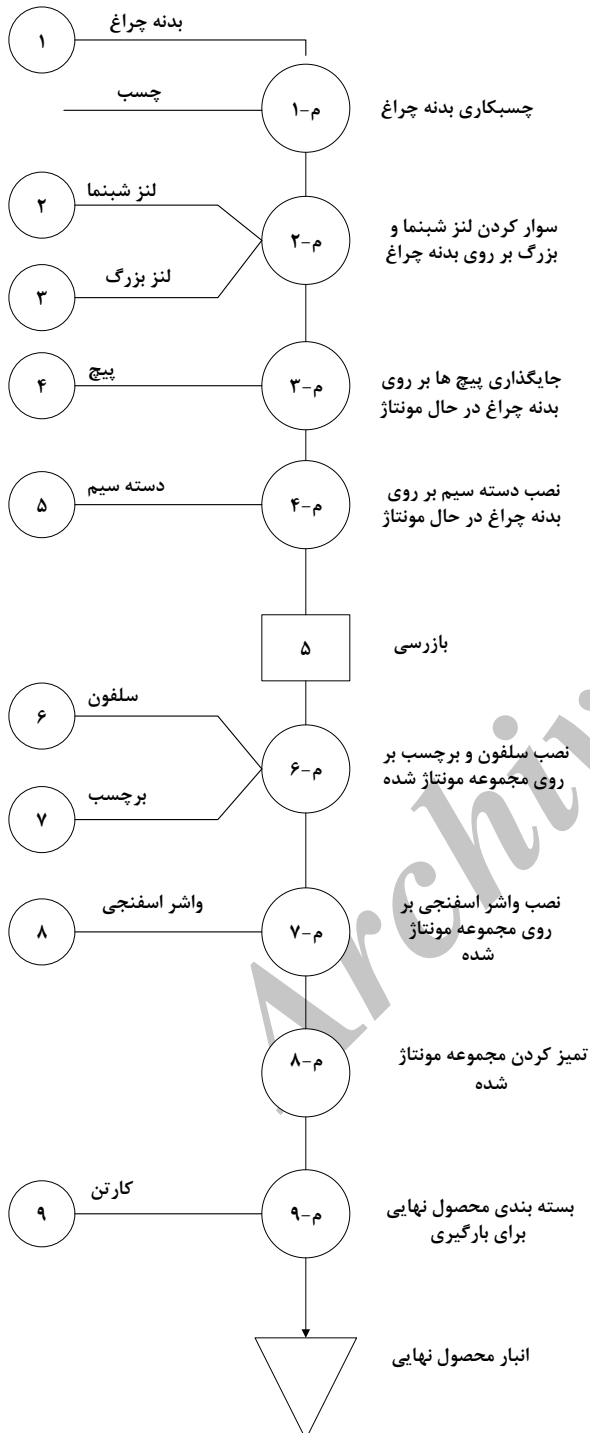 بدنه چراغ
۱
چسب
م-۱
چسبکاری بدنه چراغ
لنز شبنما
۲
لنز بزرگ
۳
م-۲
سوار کردن لنز شبنما و
بزرگ بر روی بدنه چراغ
پیچ
۴
م-۳
جایگذاری پیچ ها بر روی
بدنه چراغ در حال مونتاژ
دسته سیم
۵
م-۴
نصب دسته سیم بر روی
بدنه چراغ در حال مونتاژ
۵
بازرسی
سلفون
۶
برچسب
۷
م-۶
نصب سلفون و برچسب بر
روی مجموعه مونتاژ شده
واشر اسفنجی
۸
م-۷
نصب واشر اسفنجی بر
روی مجموعه مونتاژ
شده
م-۸
تمیز کردن مجموعه مونتاژ
شده
کارتن
۹
م-۹
بسته بندی محصول نهایی
برای بارگیری
انبار محصول نهایی
Archiv